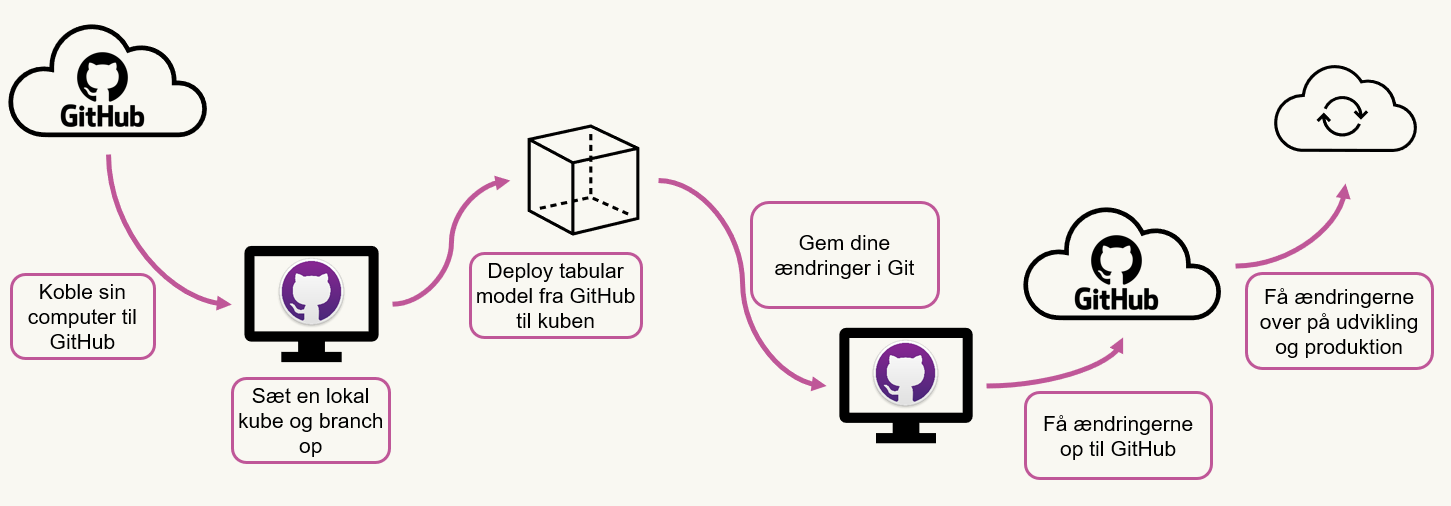 GitHub
Koble sin
computer til
GitHub
Sæt en lokal
kube og branch
op
Deploy tabular
model fra GitHub
til kuben
Gem dine
ændringer i Git
GitHub
Få ændringerne
op til GitHub
Få ændringerne
over på udvikling
og produktion